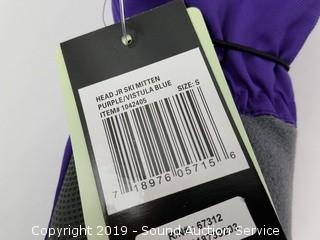 HEAD JR SKI MITTEN
PURPLE/VISTULA BLUE
ITEM# 1042405
SIZE: S
7 18976 05715 6
67312
Copyright 2019 - Sound Auction Service